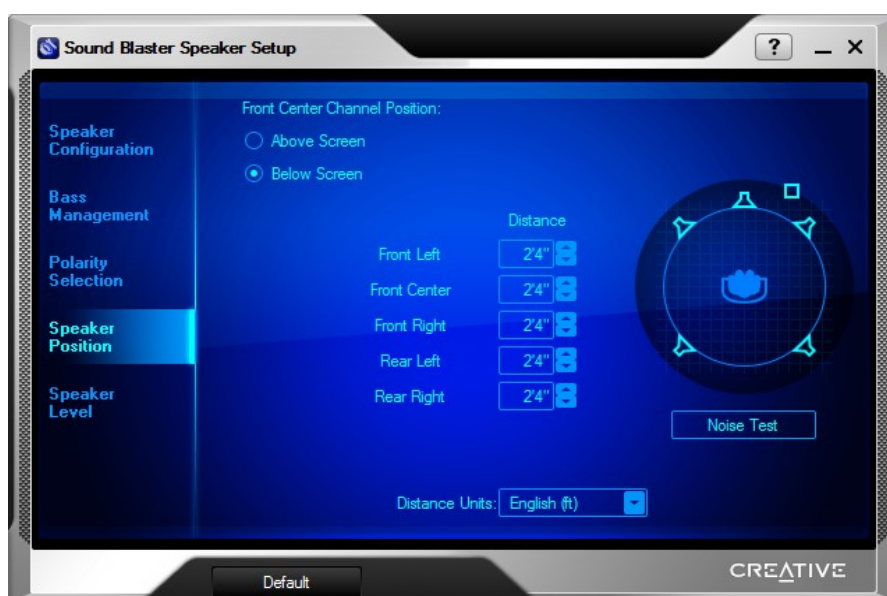 Sound Blaster Speaker Setup
?
Speaker
Configuration
Bass
Management
Polarity
Selection
Speaker
Position
Speaker
Level
Front Center Channel Position:
Above Screen
Below Screen
Distance
Front Left 2'4"
Front Center 2'4"
Front Right 2'4"
Rear Left 2'4"
Rear Right 2'4"
Noise Test
Distance Units: English (ft)
Default
CREATIVE